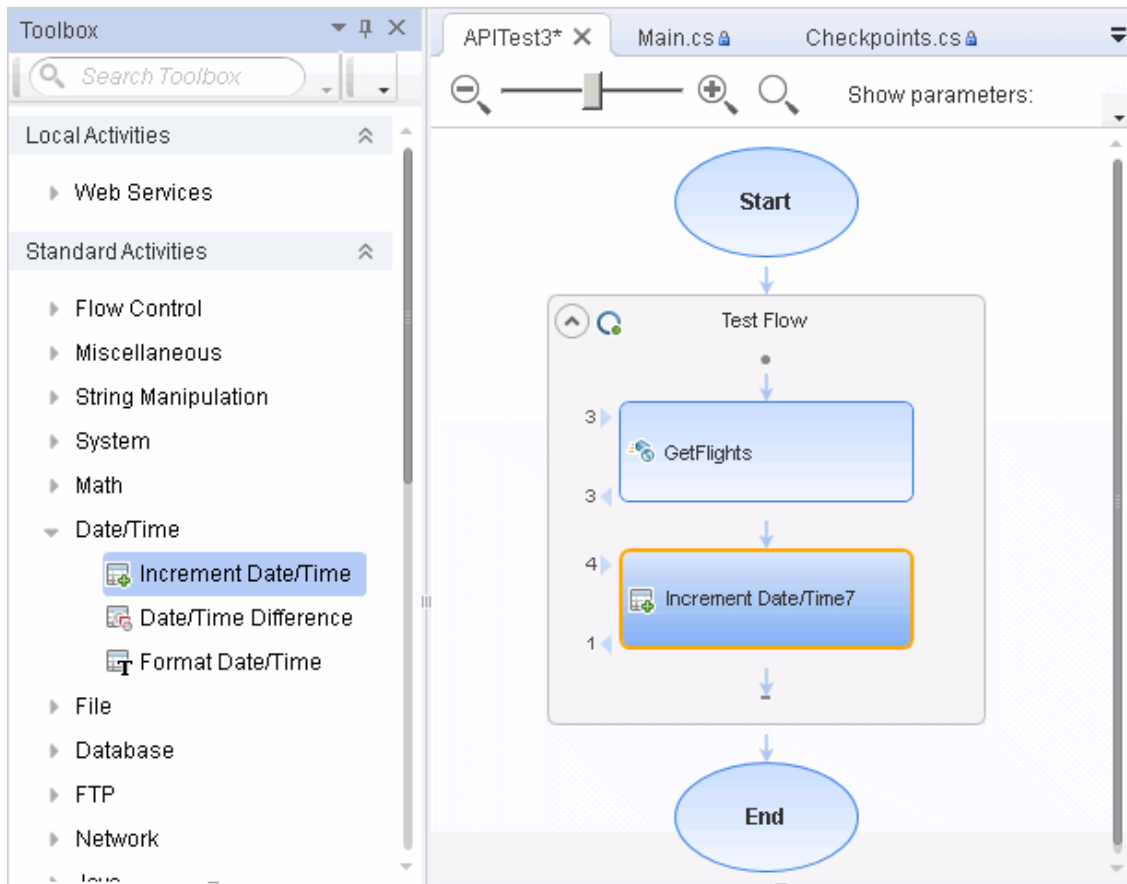 Toolbox
Search Toolbox
Local Activities
Web Services
Standard Activities
Flow Control
Miscellaneous
String Manipulation
System
Math
Date/Time
Increment Date/Time
Date/Time Difference
Format Date/Time
File
Database
FTP
Network
APITest3*
Main.cs
Checkpoints.cs
Show parameters:
Start
Test Flow
3
GetFlights
3
4
Increment Date/Time7
1
End